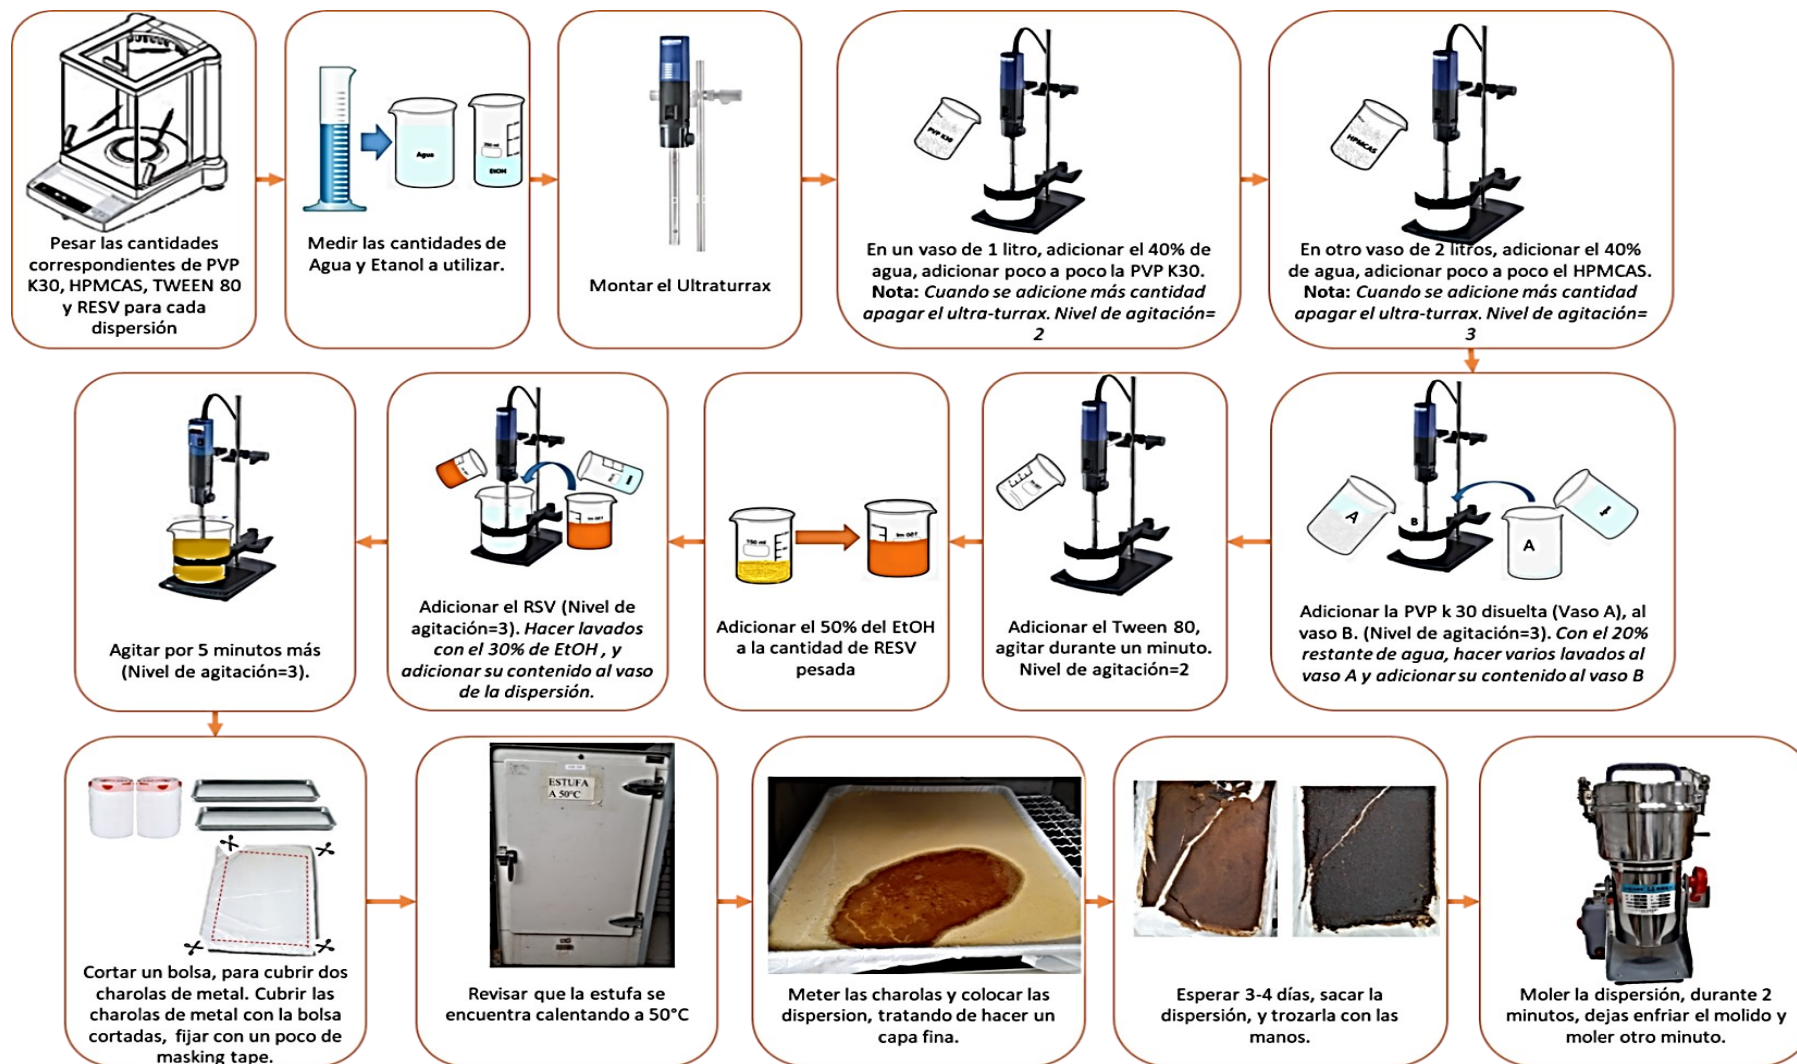 Agua
EtOH
Pesar las cantidades
correspondientes de PVP
K30, HPMCAS, TWEEN 80
y RESV para cada
dispersión
Medir las cantidades de
Agua y Etanol a utilizar.
Montar el Ultraturrax
PVP K30
En un vaso de 1 litro, adicionar el 40% de
agua, adicionar poco a poco la PVP K30.
Nota: Cuando se adicione más cantidad
apagar el ultra-turrax. Nivel de agitación=
2
HPMCAS
En otro vaso de 2 litros, adicionar el 40%
de agua, adicionar poco a poco el HPMCAS.
Nota: Cuando se adicione más cantidad
apagar el ultra-turrax. Nivel de agitación=
3
A
B
A
Agua
Adicionar la PVP k 30 disuelta (Vaso A), al
vaso B. (Nivel de agitación=3). Con el 20%
restante de agua, hacer varios lavados al
vaso A y adicionar su contenido al vaso B
Adicionar el Tween 80,
agitar durante un minuto.
Nivel de agitación=2
Adicionar el 50% del EtOH
a la cantidad de RESV
pesada
Adicionar el RSV (Nivel de
agitación=3). Hacer lavados
con el 30% de EtOH , y
adicionar su contenido al vaso
de la dispersión.
Agitar por 5 minutos más
(Nivel de agitación=3).
Cortar un bolsa, para cubrir dos
charolas de metal. Cubrir las
charolas de metal con la bolsa
cortadas, fijar con un poco de
masking tape.
ESTUFA
A 50°C
Revisar que la estufa se
encuentra calentando a 50°C
Meter las charolas y colocar las
dispersion, tratando de hacer un
capa fina.
Esperar 3-4 días, sacar la
dispersión, y trozarla con las
manos.
Moler la dispersión, durante 2
minutos, dejas enfriar el molido y
moler otro minuto.